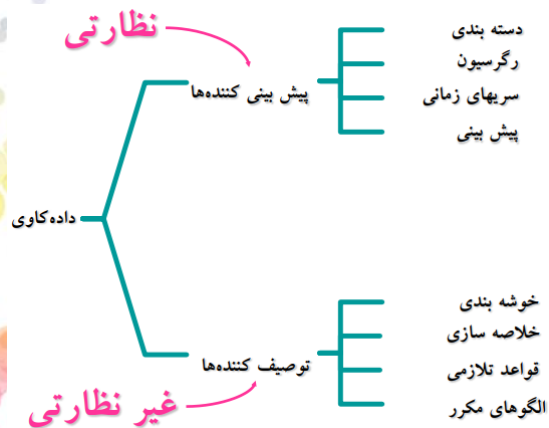 نظارتی
دسته بندی
رگرسیون
سریهای زمانی
پیش بینی
پیش بینی کننده‌ها
داده‌کاوی
خوشه بندی
خلاصه سازی
قواعد تلازمی
الگوهای مکرر
توصیف کننده‌ها
غیر نظارتی